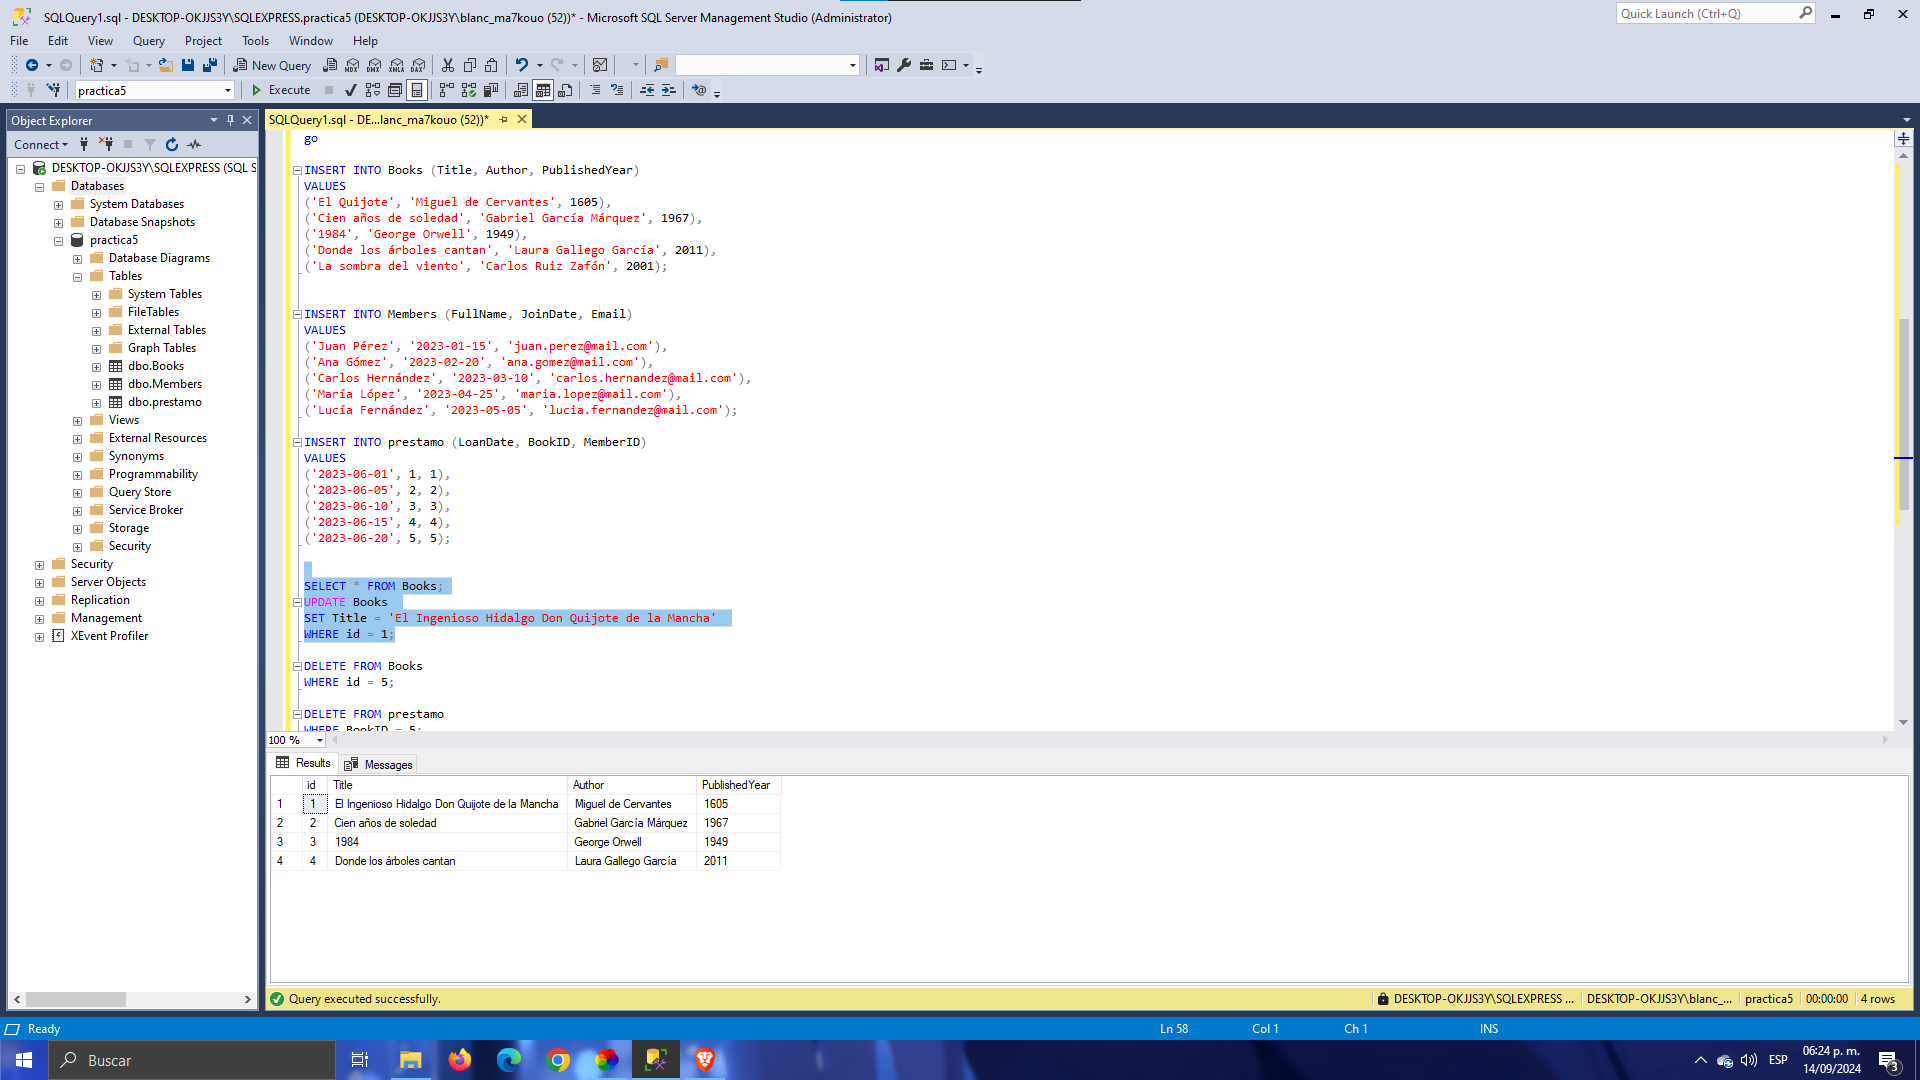 SQLQuery1.sql - DESKTOP-OKJJS3Y\SQLEXPRESS.practica5 (DESKTOP-OKJJS3Y\blanc_ma7kouo (52))* - Microsoft SQL Server Management Studio (Administrator)
Quick Launch (Ctrl+Q)
File Edit View Query Project Tools Window Help
New Query
MDX DMX XMLA DAX
practica5
Execute
Object Explorer
SQLQuery1.sql - DE...lanc_ma7kouo (52))*
Connect
DESKTOP-OKJJS3Y\SQLEXPRESS (SQL S
Databases
System Databases
Database Snapshots
practica5
Database Diagrams
Tables
System Tables
FileTables
External Tables
Graph Tables
dbo.Books
dbo.Members
dbo.prestamo
Views
External Resources
Synonyms
Programmability
Query Store
Service Broker
Storage
Security
Security
Server Objects
Replication
Management
XEvent Profiler
go
INSERT INTO Books (Title, Author, PublishedYear)
VALUES
('El Quijote', 'Miguel de Cervantes', 1605),
('Cien años de soledad', 'Gabriel García Márquez', 1967),
('1984', 'George Orwell', 1949),
('Donde los árboles cantan', 'Laura Gallego García', 2011),
('La sombra del viento', 'Carlos Ruiz Zafón', 2001);
INSERT INTO Members (FullName, JoinDate, Email)
VALUES
('Juan Pérez', '2023-01-15', 'juan.perez@mail.com'),
('Ana Gómez', '2023-02-20', 'ana.gomez@mail.com'),
('Carlos Hernández', '2023-03-10', 'carlos.hernandez@mail.com'),
('María López', '2023-04-25', 'maria.lopez@mail.com'),
('Lucía Fernández', '2023-05-05', 'lucia.fernandez@mail.com');
INSERT INTO prestamo (LoanDate, BookID, MemberID)
VALUES
('2023-06-01', 1, 1),
('2023-06-05', 2, 2),
('2023-06-10', 3, 3),
('2023-06-15', 4, 4),
('2023-06-20', 5, 5);
SELECT * FROM Books;
UPDATE Books
SET Title = 'El Ingenioso Hidalgo Don Quijote de la Mancha'
WHERE id = 1;
DELETE FROM Books
WHERE id = 5;
DELETE FROM prestamo
WHERE BookID = 5;
100 %
Results Messages
id Title Author PublishedYear
1 1 El Ingenioso Hidalgo Don Quijote de la Mancha Miguel de Cervantes 1605
2 2 Cien años de soledad Gabriel García Márquez 1967
3 3 1984 George Orwell 1949
4 4 Donde los árboles cantan Laura Gallego García 2011
Query executed successfully.
DESKTOP-OKJJS3Y\SQLEXPRESS ... DESKTOP-OKJJS3Y\blanc_... practica5 00:00:00 4 rows
Ready
Ln 58 Col 1 Ch 1 INS
Buscar
ESP
06:24 p. m.
14/09/2024
3